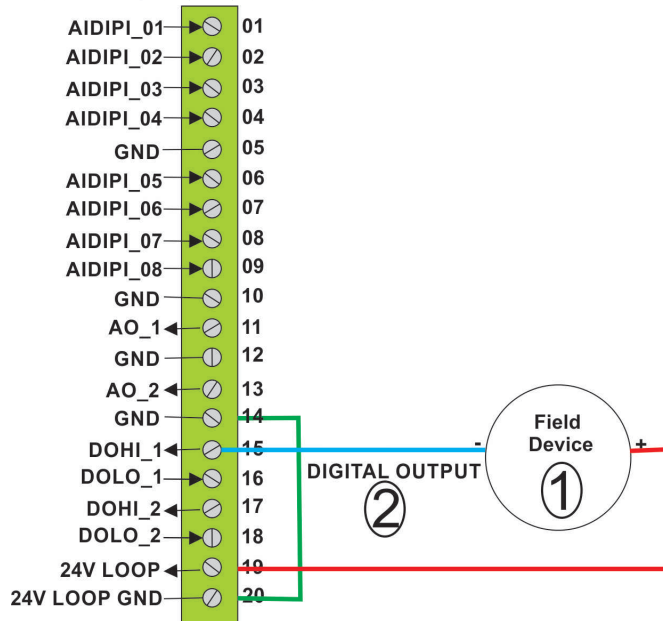 AIDIPI_01 01
AIDIPI_02 02
AIDIPI_03 03
AIDIPI_04 04
GND 05
AIDIPI_05 06
AIDIPI_06 07
AIDIPI_07 08
AIDIPI_08 09
GND 10
AO_1 11
GND 12
AO_2 13
GND 14
DOHI_1 15
DOLO_1 16
DOHI_2 17
DOLO_2 18
24V LOOP 19
24V LOOP GND 20
- Field +
Device
1
DIGITAL OUTPUT
2